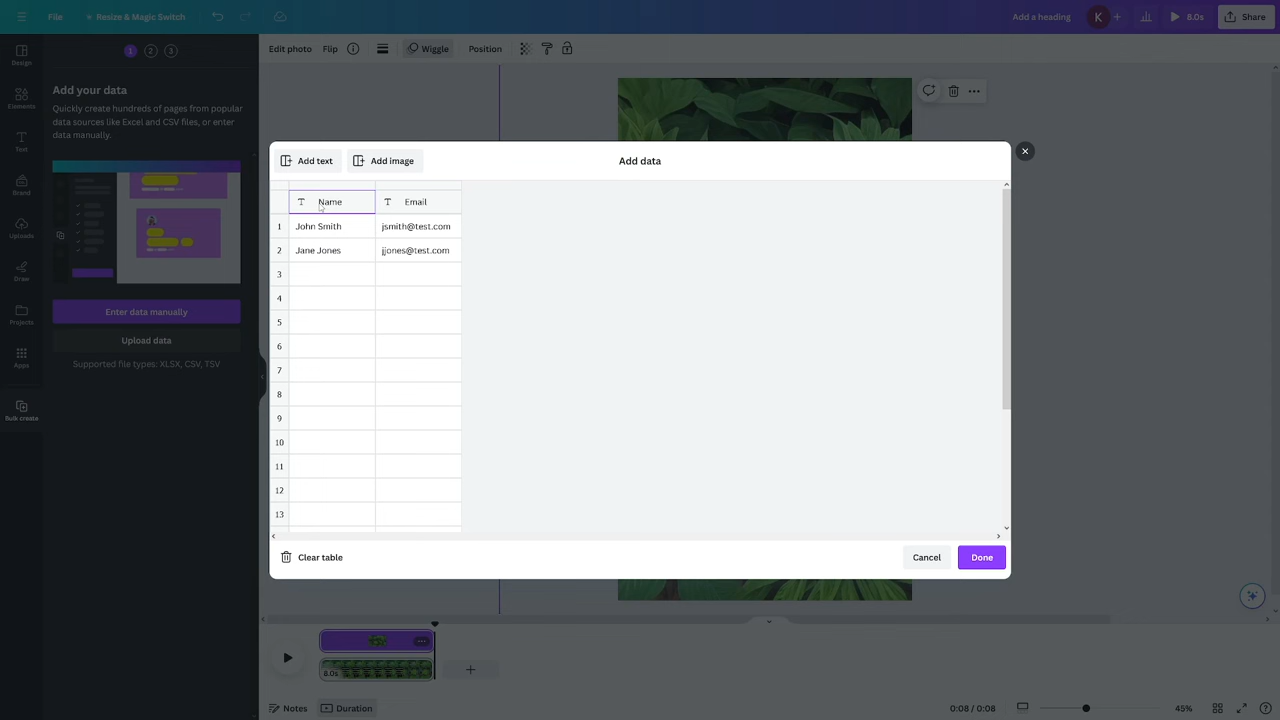 File
Resize & Magic Switch
Add a heading
K
8.0s
Share
Design
Elements
Text
Brand
Uploads
Draw
Projects
Apps
Bulk create
1 2 3
Add your data
Quickly create hundreds of pages from popular
data sources like Excel and CSV files, or enter
data manually.
Enter data manually
Upload data
Supported file types: XLSX, CSV, TSV
Edit photo
Flip
Wiggle
Position
Add text
Add image
Add data
Name Email
1 John Smith jsmith@test.com
2 Jane Jones jjones@test.com
3
4
5
6
7
8
9
10
11
12
13
Clear table
Cancel
Done
8.0s
Notes
Duration
0:08 / 0:08
45%